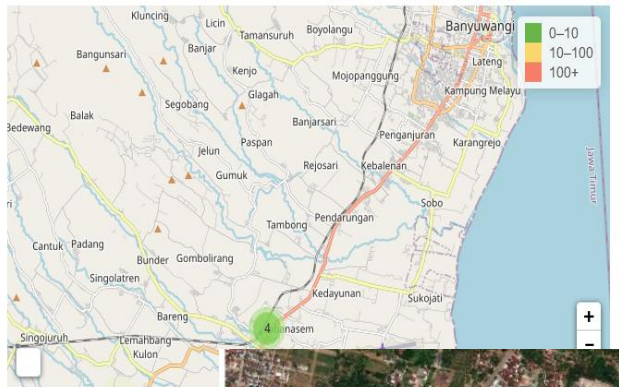 Kluncing
Licin
Boyolangu
Tamansuruh
Banyuwangi
0–10
10–100
100+
Bangunsari
Banjar
Kenjo
Lateng
Mojopanggung
Kampung Melayu
Glagah
Segobang
Balak
Banjarsari
Bedewang
Penganjuran
Paspan
Karangrejo
Jelun
Rejosari
Kebalenan
Jawa Timur
Gumuk
Sobo
Pendarungan
Tambong
Cantuk
Padang
Bunder
Gombolirang
Singolatren
Kedayunan
Sukojati
Bareng
+
4
anasem
Singojuruh
Lemahbang
Kulon
−